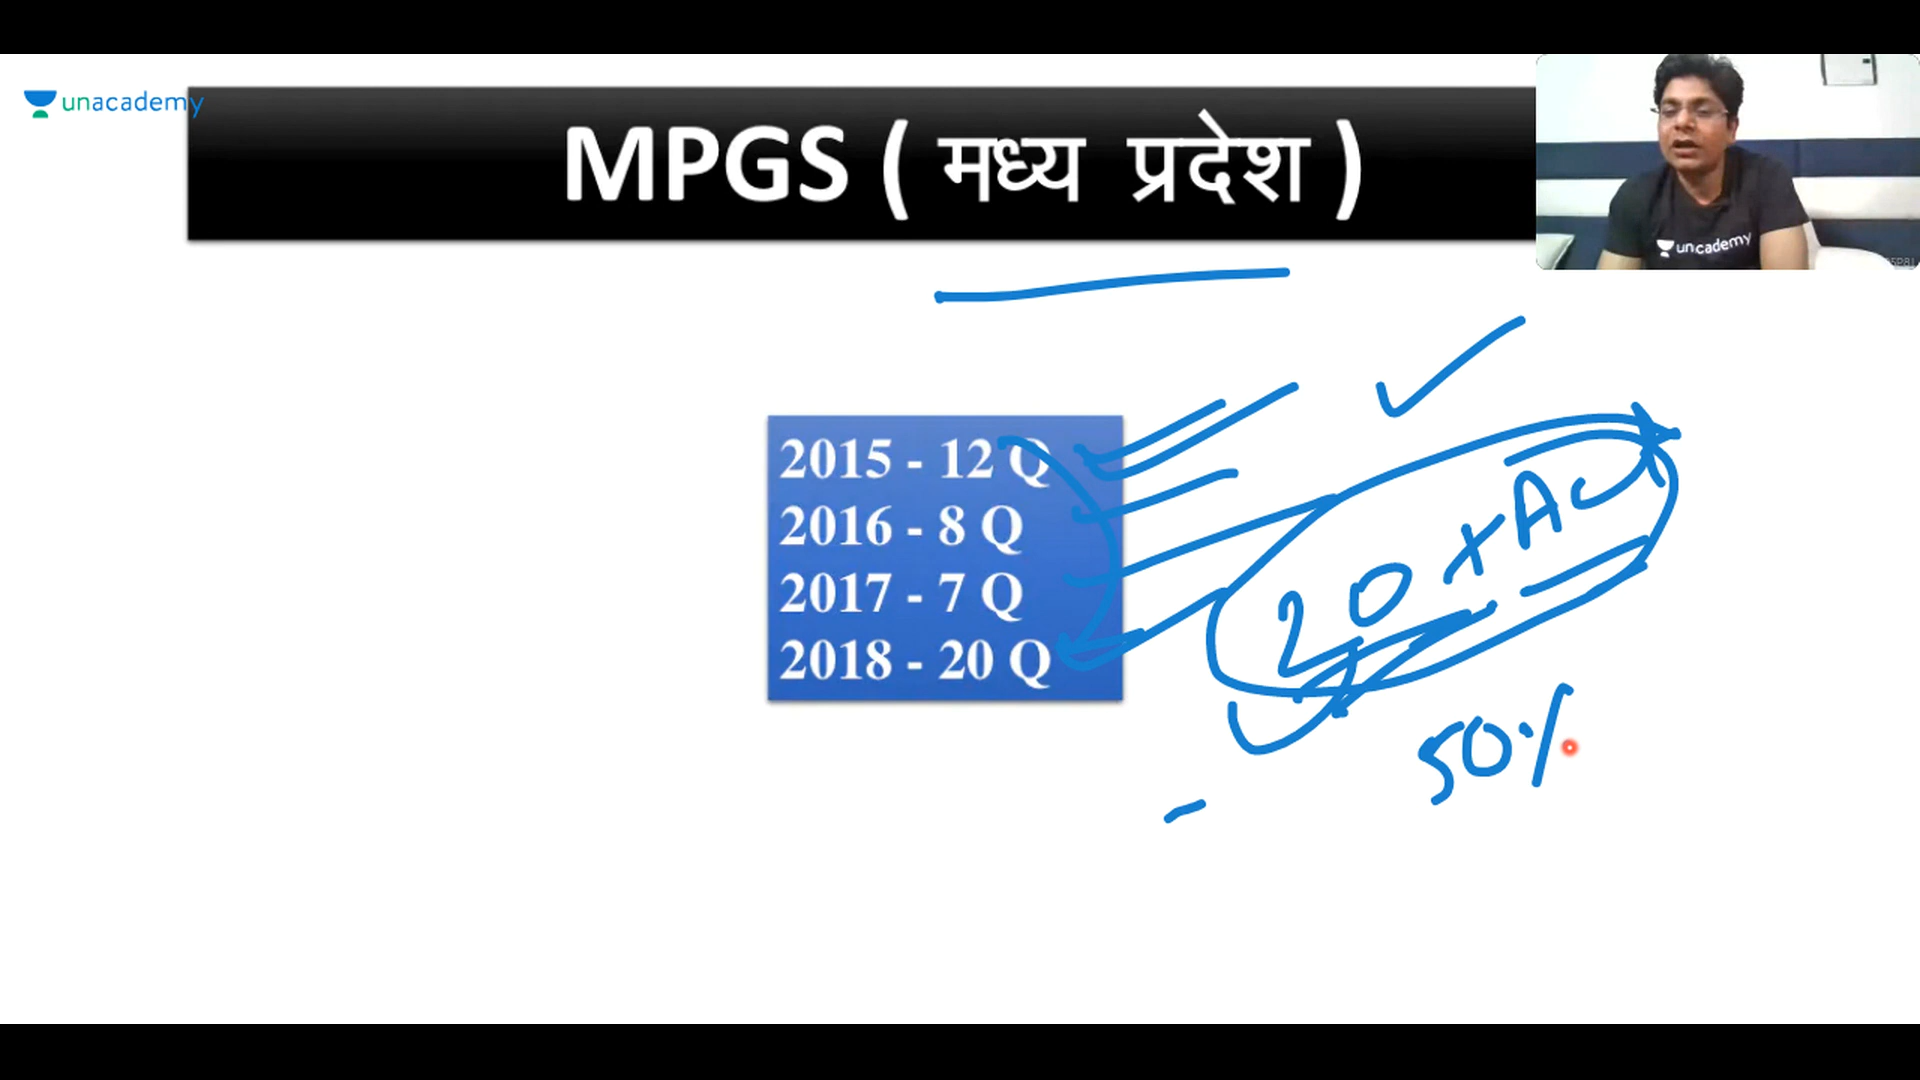 unacademy
MPGS ( मध्य प्रदेश )
unacademy
2015 - 12 Q
2016 - 8 Q
2017 - 7 Q
2018 - 20 Q
20 +
50%